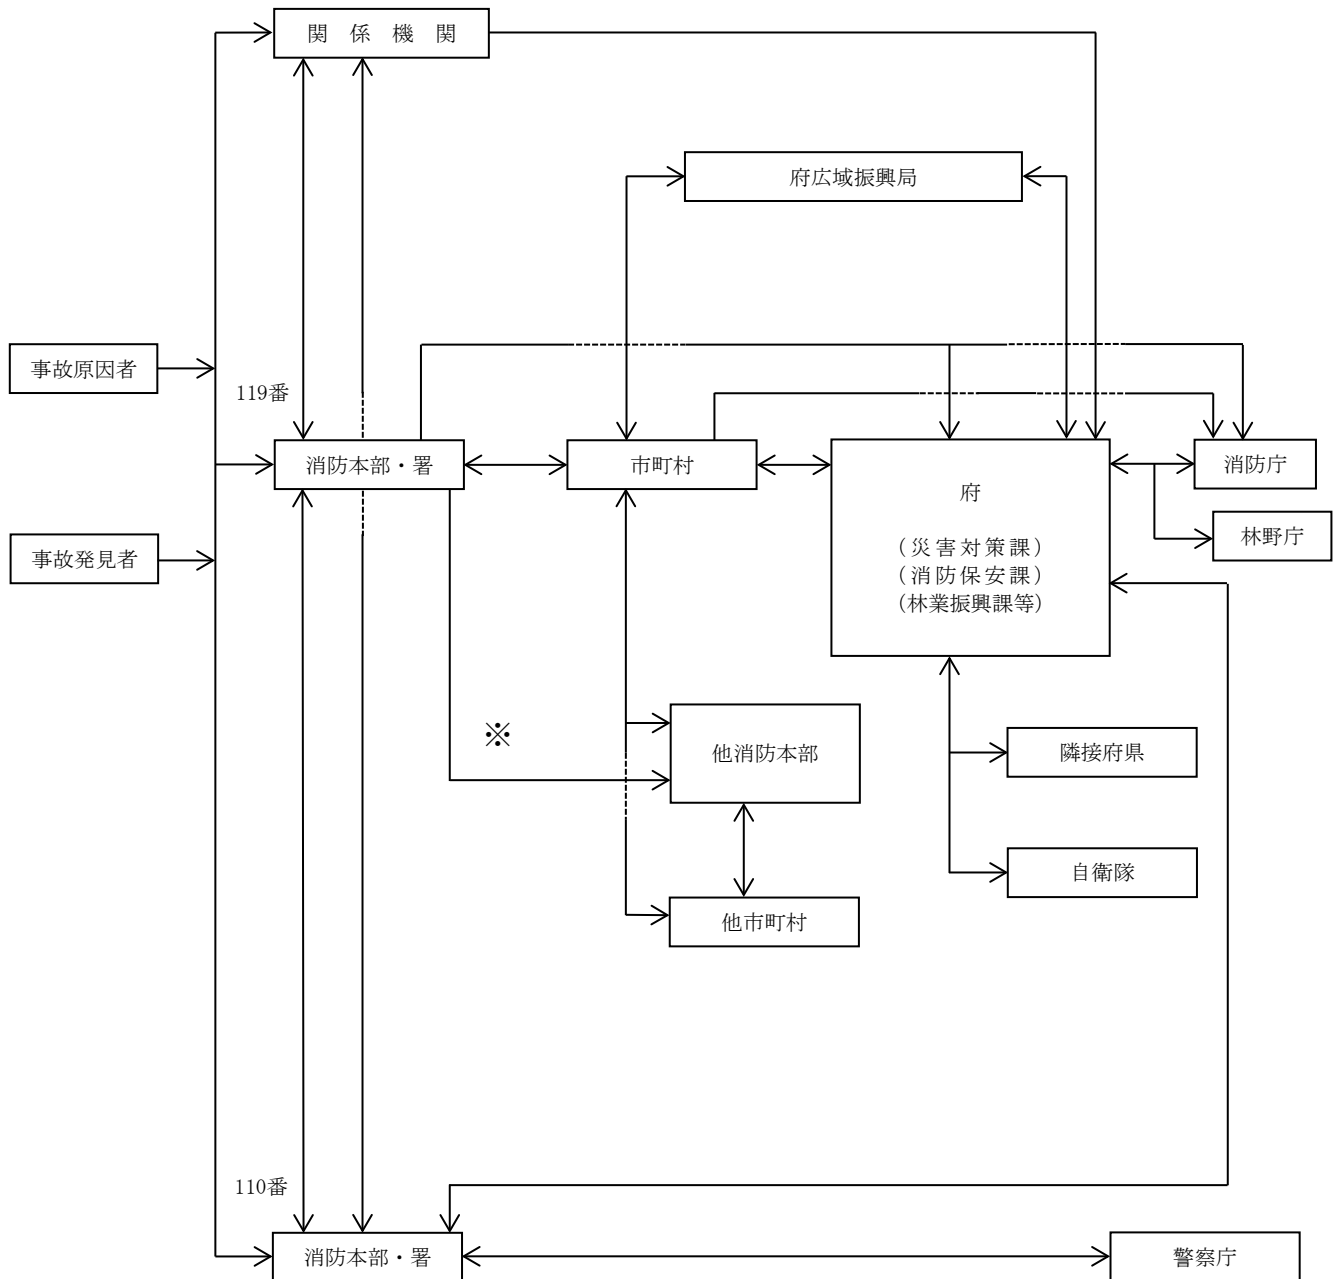 関 係 機 関
府広域振興局
事故原因者
119番
消防本部・署
市町村
府
（災害対策課）
（消防保安課）
（林業振興課等）
消防庁
林野庁
事故発見者
※
他消防本部
隣接府県
自衛隊
他市町村
110番
消防本部・署
警察庁